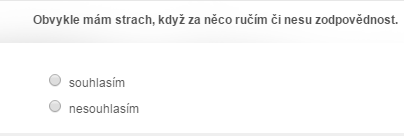 Obvykle mám strach, když za něco ručím či nesu zodpovědnost.
souhlasím
nesouhlasím